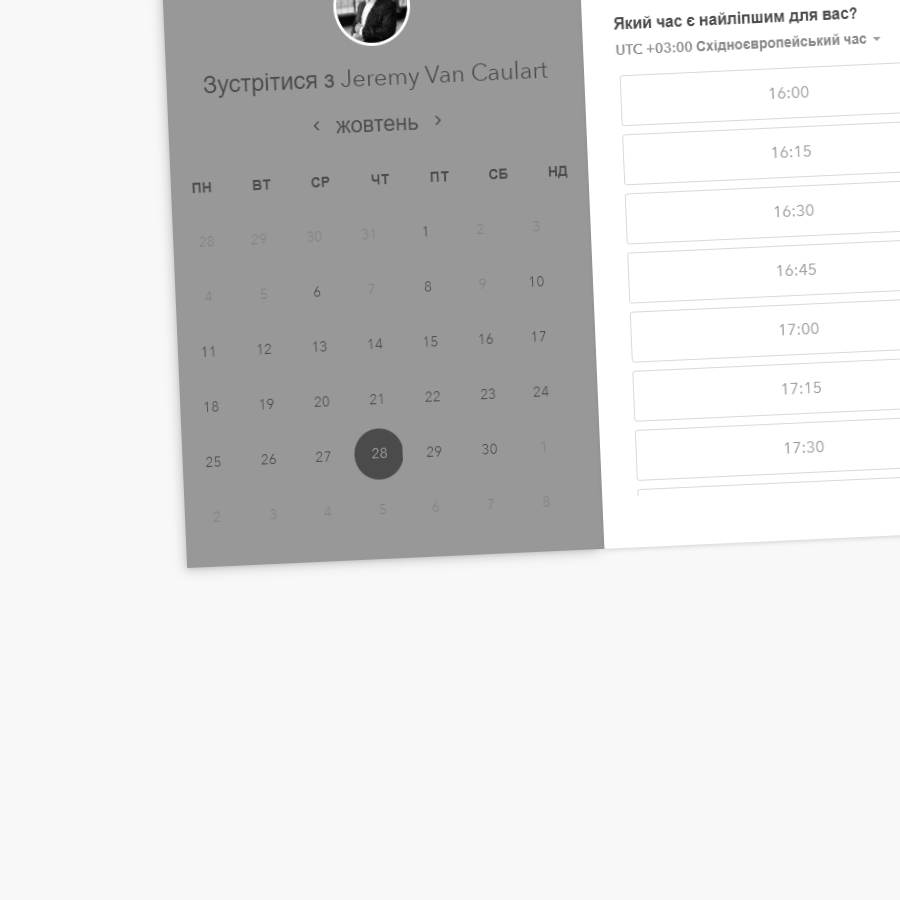 Зустрітися з Jeremy Van Caulart
жовтень
ПН ВТ СР ЧТ ПТ СБ НД
28 29 30 31 1 2 3
4 5 6 7 8 9 10
11 12 13 14 15 16 17
18 19 20 21 22 23 24
25 26 27 28 29 30 1
2 3 4 5 6 7 8
Який час є найліпшим для вас?
UTC +03:00 Східноєвропейський час
16:00
16:15
16:30
16:45
17:00
17:15
17:30